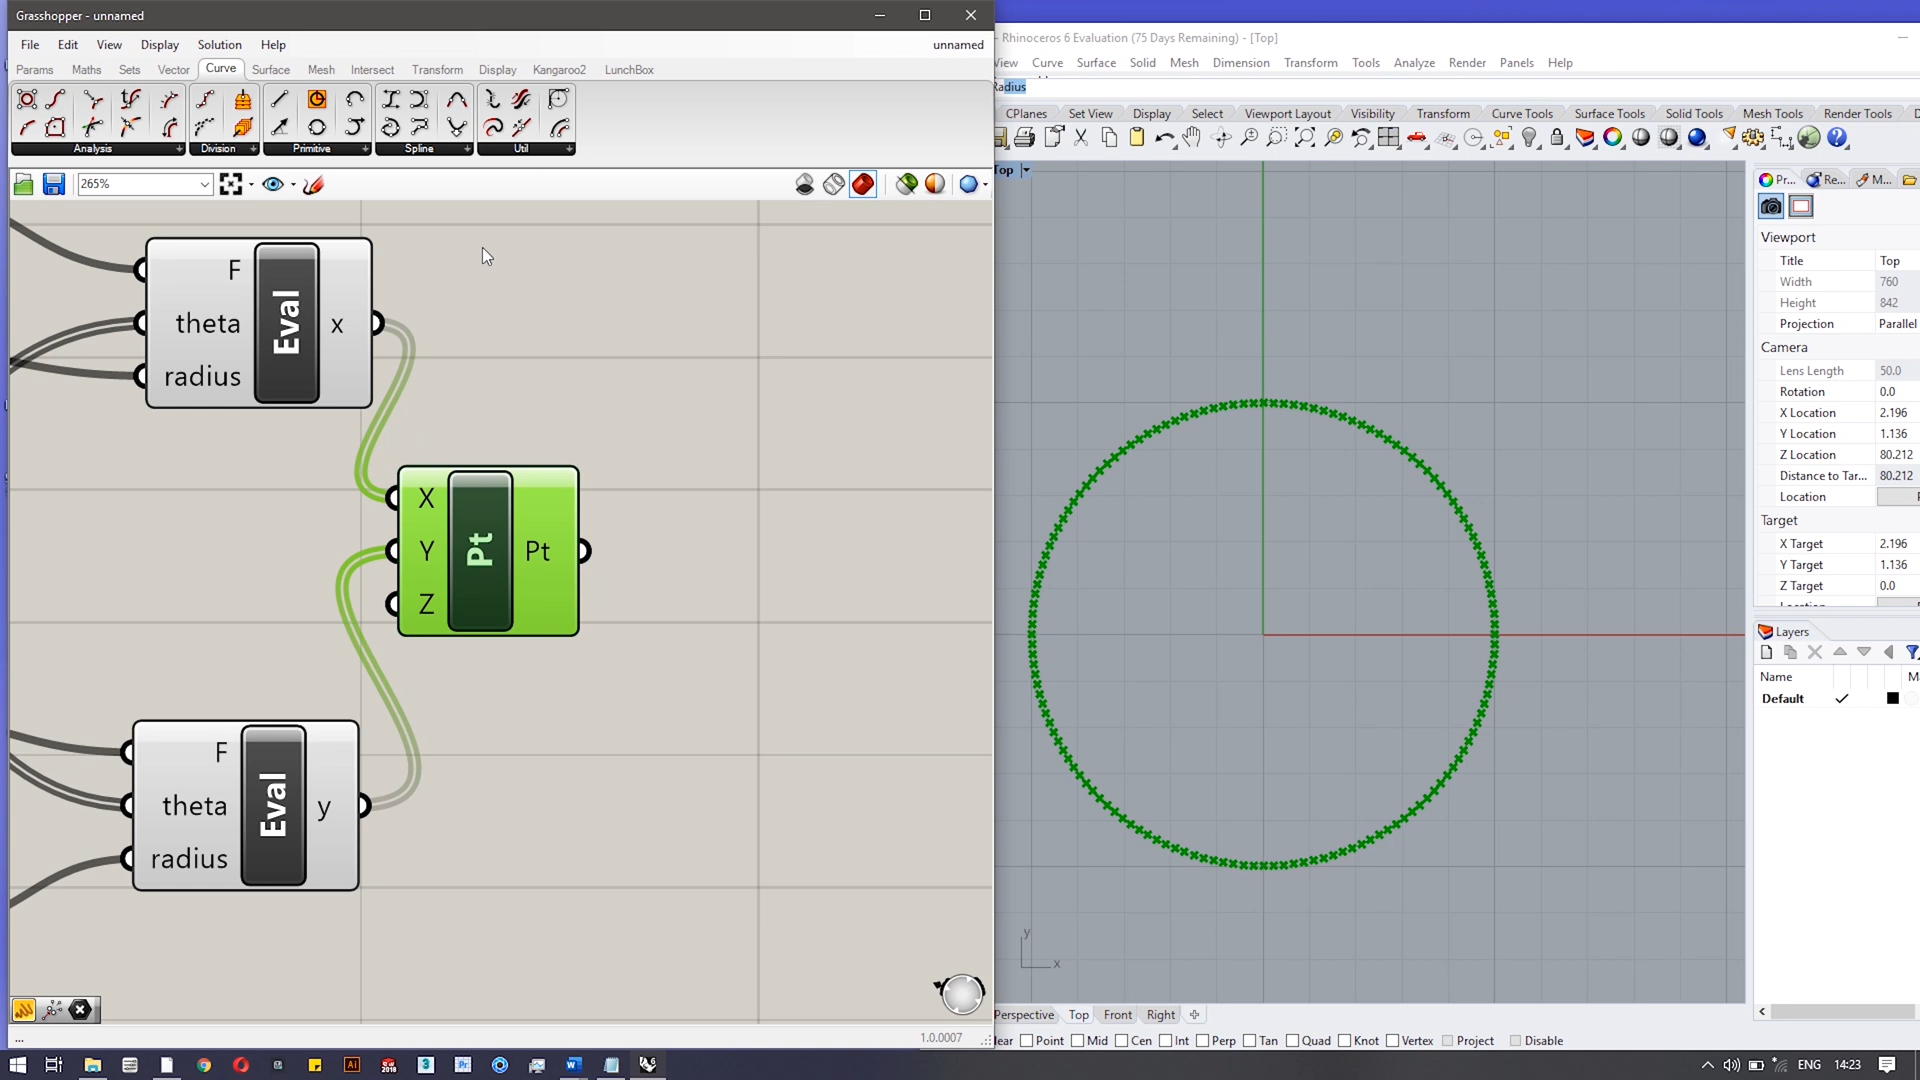 Grasshopper - unnamed
File Edit View Display Solution Help
unnamed
Params Maths Sets Vector Curve Surface Mesh Intersect Transform Display Kangaroo2 LunchBox
Analysis Division Primitive Spline Util
265%
F
theta
radius
Eval
x
X
Y
Z
Pt
Pt
F
theta
radius
Eval
y
1.0.0007
...
Rhinoceros 6 Evaluation (75 Days Remaining) - [Top]
View Curve Surface Solid Mesh Dimension Transform Tools Analyze Render Panels Help
Radius
CPlanes Set View Display Select Viewport Layout Visibility Transform Curve Tools Surface Tools Solid Tools Mesh Tools Render Tools D
Top
y
x
Perspective Top Front Right
Near Point Mid Cen Int Perp Tan Quad Knot Vertex Project Disable
Pr... Re... M...
Viewport
Title Top
Width 760
Height 842
Projection Parallel
Camera
Lens Length 50.0
Rotation 0.0
X Location 2.196
Y Location 1.136
Z Location 80.212
Distance to Tar... 80.212
Location
Target
X Target 2.196
Y Target 1.136
Z Target 0.0
Location
Layers
Name
Default
ENG 14:23